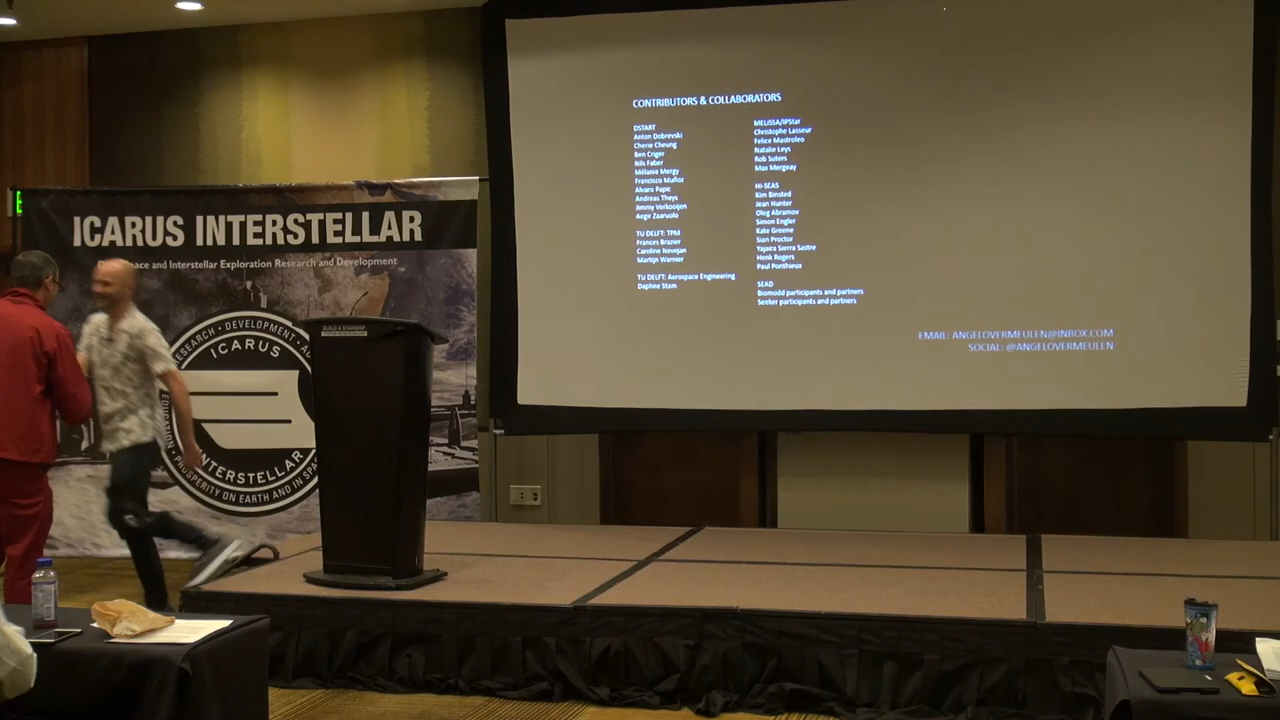 CONTRIBUTORS & COLLABORATORS
DSTART
Anton Dobrevski
Cherie Cheung
Ben Criger
Nils Faber
Mélanie Mergy
Francisco Muñoz
Alvaro Papic
Andreas Theys
Jimmy Verkooijen
Aegir Zaaruolo
TU DELFT: TPM
Frances Brazier
Caroline Nevejan
Martijn Warnier
TU DELFT: Aerospace Engineering
Daphne Stam
MELiSSA/IPStar
Christophe Lasseur
Felice Mastroleo
Natalie Leys
Rob Suters
Max Mergeay
HI-SEAS
Kim Binsted
Jean Hunter
Oleg Abramov
Simon Engler
Kate Greene
Sian Proctor
Yajaira Sierra Sastre
Henk Rogers
Paul Ponthieux
SEAD
Biomodd participants and partners
Seeker participants and partners
EMAIL: ANGELOVERMEULEN@INBOX.COM
SOCIAL: @ANGELOVERMEULEN
ICARUS INTERSTELLAR
and Interstellar Exploration Research and Development
RESEARCH • DEVELOPMENT •
ICARUS
INTERSTELLAR
EDUCATION • PROSPERITY ON EARTH AND IN
BUILD A STARSHIP